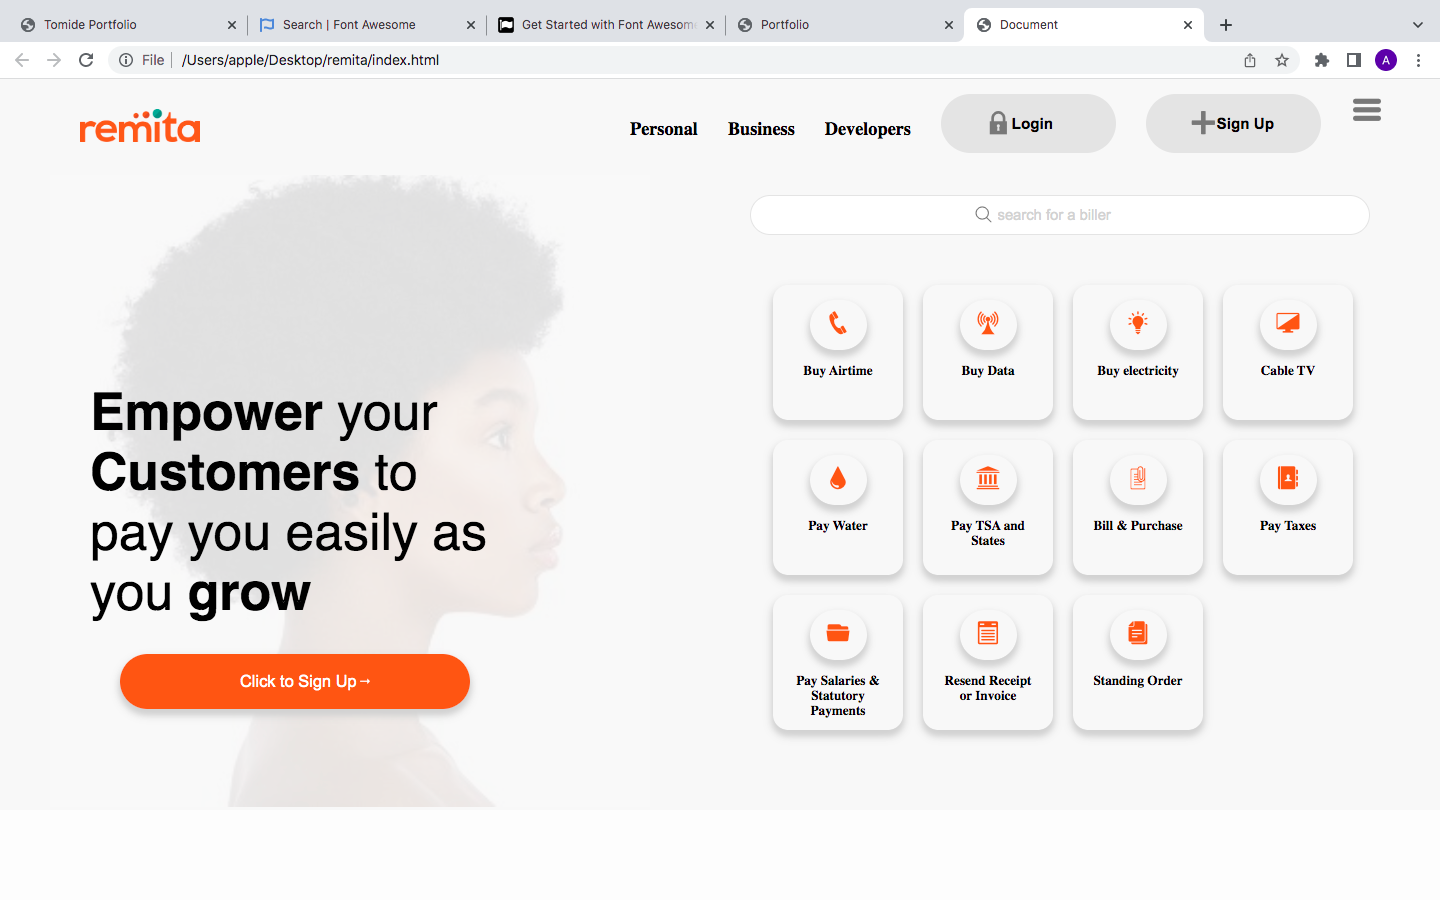 Tomide Portfolio
Search | Font Awesome
Get Started with Font Awesome
Portfolio
Document
File
/Users/apple/Desktop/remita/index.html
A
remita
Personal
Business
Developers
Login
Sign Up
search for a biller
Empower your
Customers to
pay you easily as
you grow
Click to Sign Up→
Buy Airtime
Buy Data
Buy electricity
Cable TV
Pay Water
Pay TSA and
States
Bill & Purchase
Pay Taxes
Pay Salaries &
Statutory
Payments
Resend Receipt
or Invoice
Standing Order